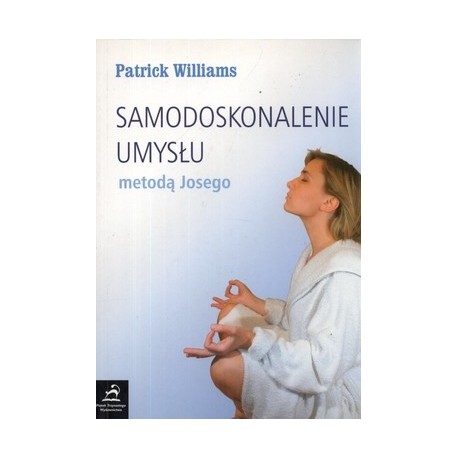 Patrick Williams
SAMODOSKONALENIE
UMYSŁU
metodą Josego